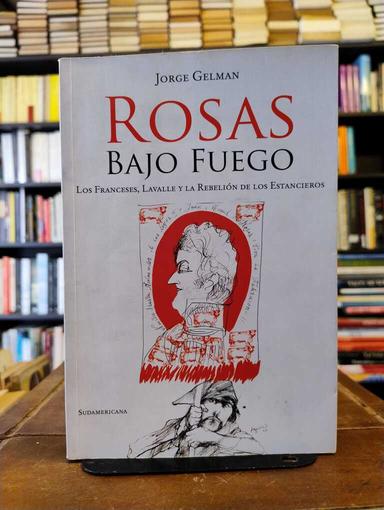 Jorge Gelman
Rosas
Bajo Fuego
Los Franceses, Lavalle y la Rebelión de los Estancieros
Sudamericana